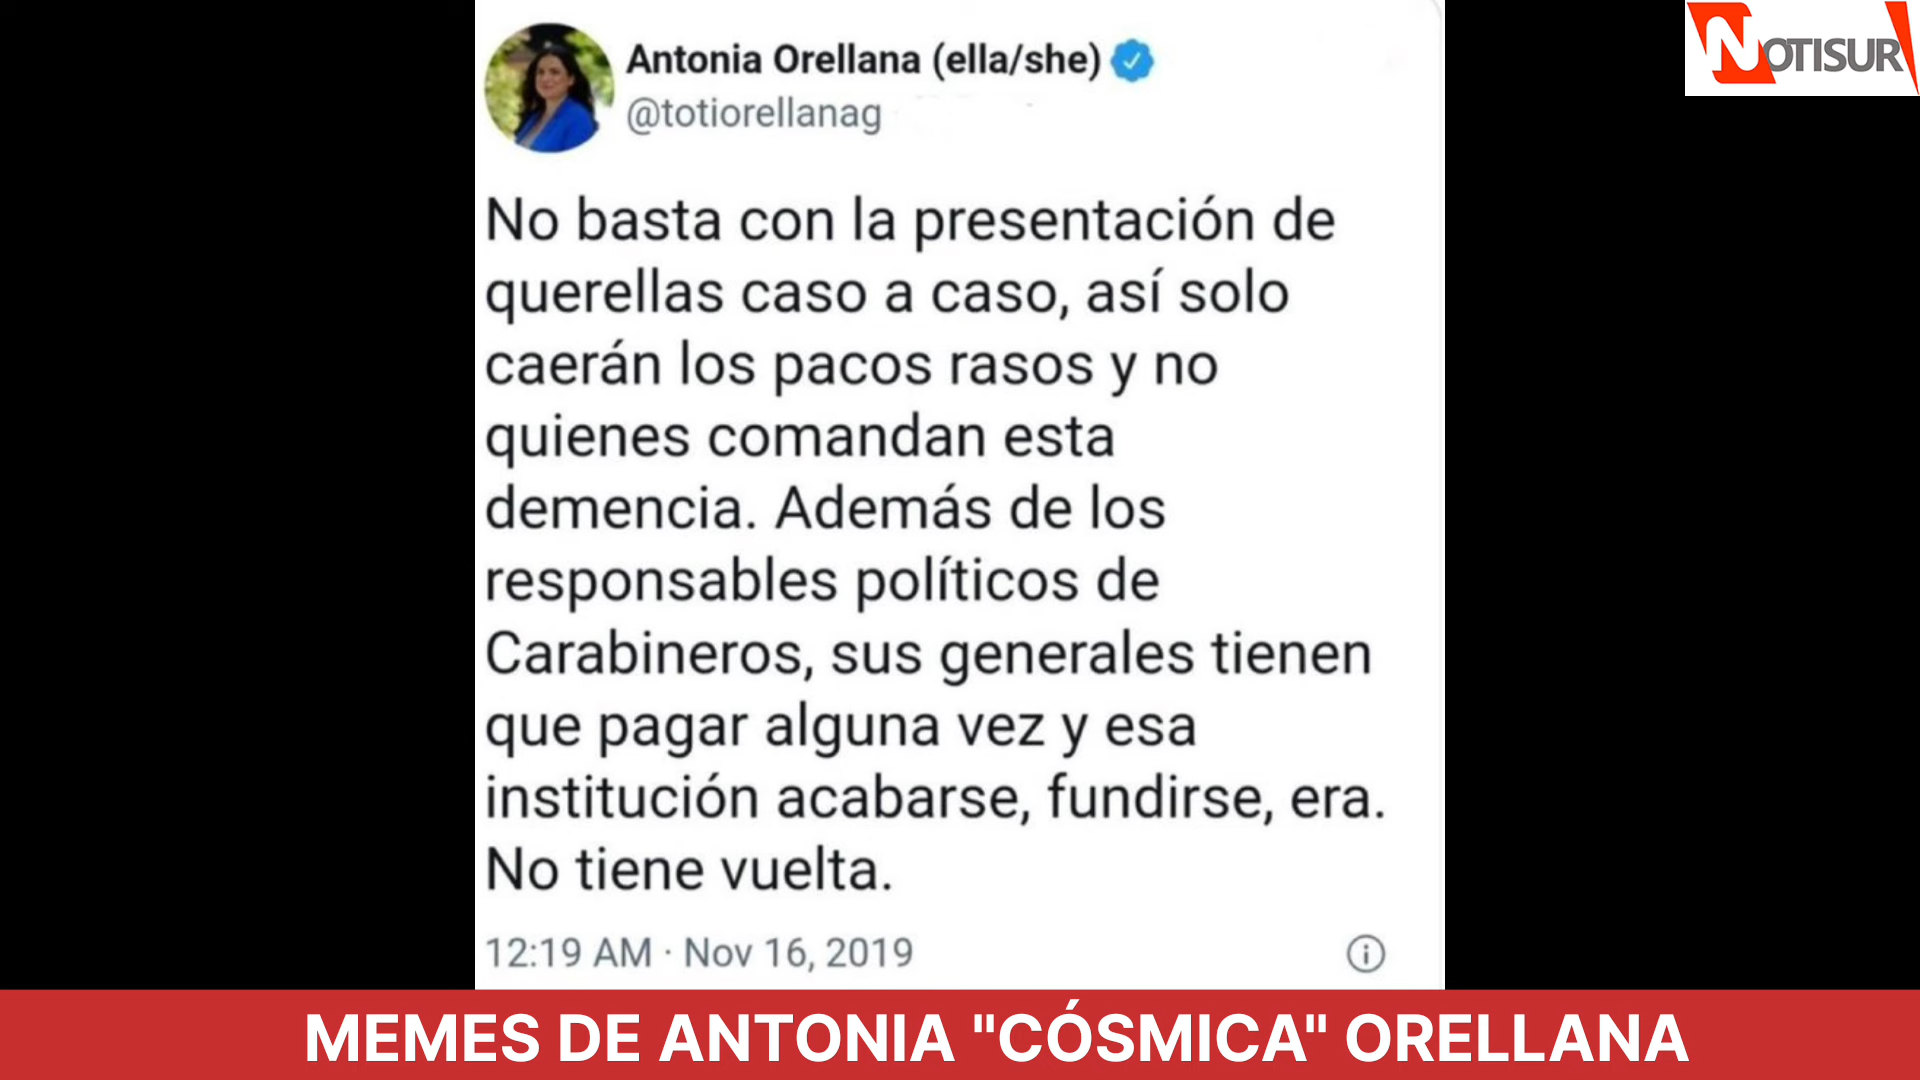 Antonia Orellana (ella/she)
@totiorellanag
NOTISUR
No basta con la presentación de
querellas caso a caso, así solo
caerán los pacos rasos y no
quienes comandan esta
demencia. Además de los
responsables políticos de
Carabineros, sus generales tienen
que pagar alguna vez y esa
institución acabarse, fundirse, era.
No tiene vuelta.
12:19 AM · Nov 16, 2019
MEMES DE ANTONIA "CÓSMICA" ORELLANA